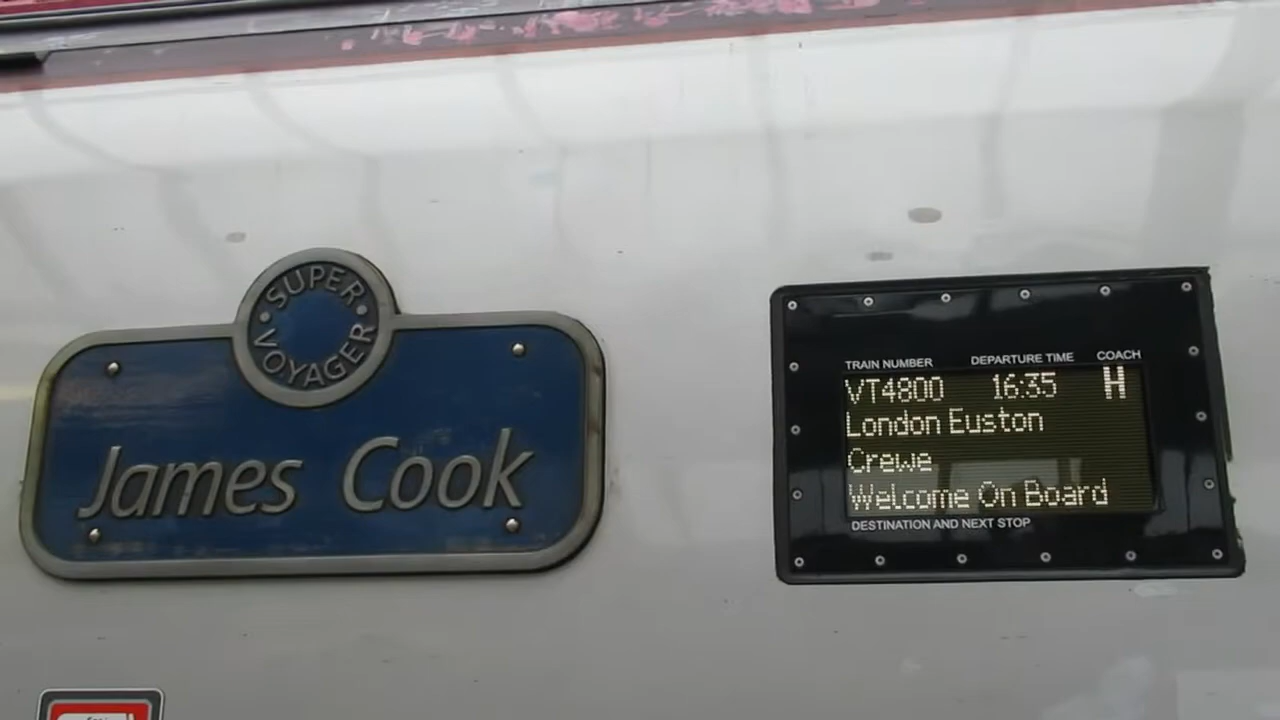 SUPER
VOYAGER
James Cook
TRAIN NUMBER DEPARTURE TIME COACH
VT4800 16:35 H
London Euston
Crewe
Welcome On Board
DESTINATION AND NEXT STOP